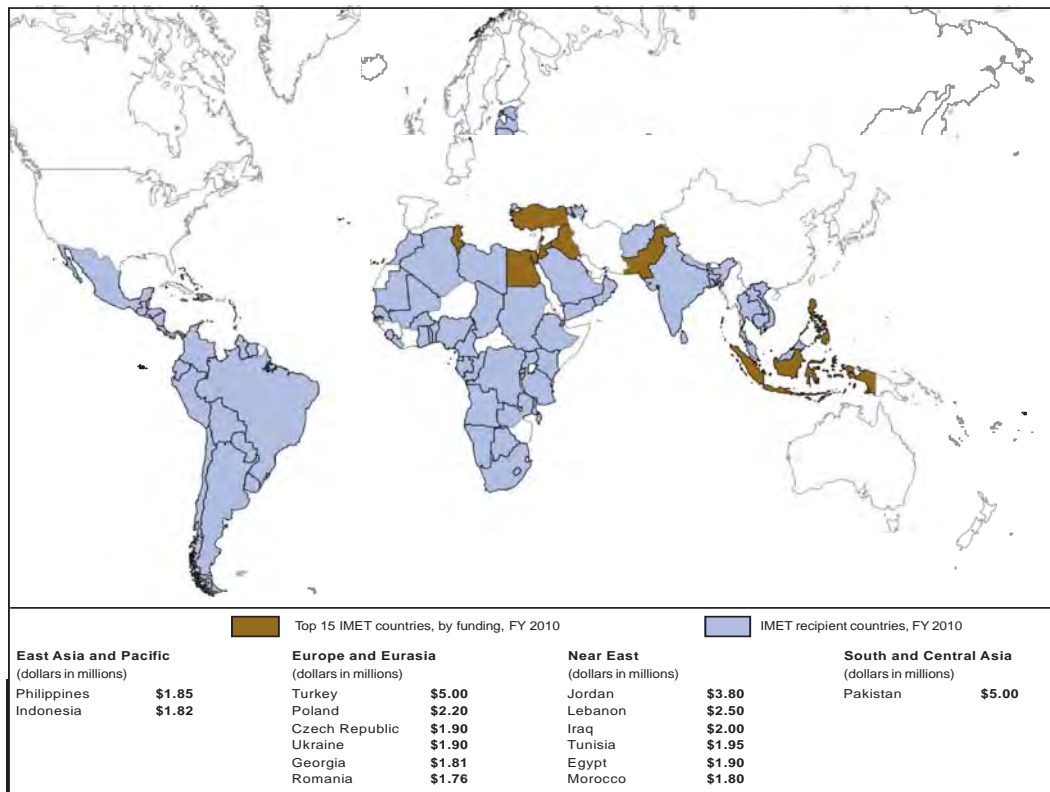 Top 15 IMET countries, by funding, FY 2010
IMET recipient countries, FY 2010
East Asia and Pacific
(dollars in millions)
Philippines $1.85
Indonesia $1.82
Europe and Eurasia
(dollars in millions)
Turkey $5.00
Poland $2.20
Czech Republic $1.90
Ukraine $1.90
Georgia $1.81
Romania $1.76
Near East
(dollars in millions)
Jordan $3.80
Lebanon $2.50
Iraq $2.00
Tunisia $1.95
Egypt $1.90
Morocco $1.80
South and Central Asia
(dollars in millions)
Pakistan $5.00